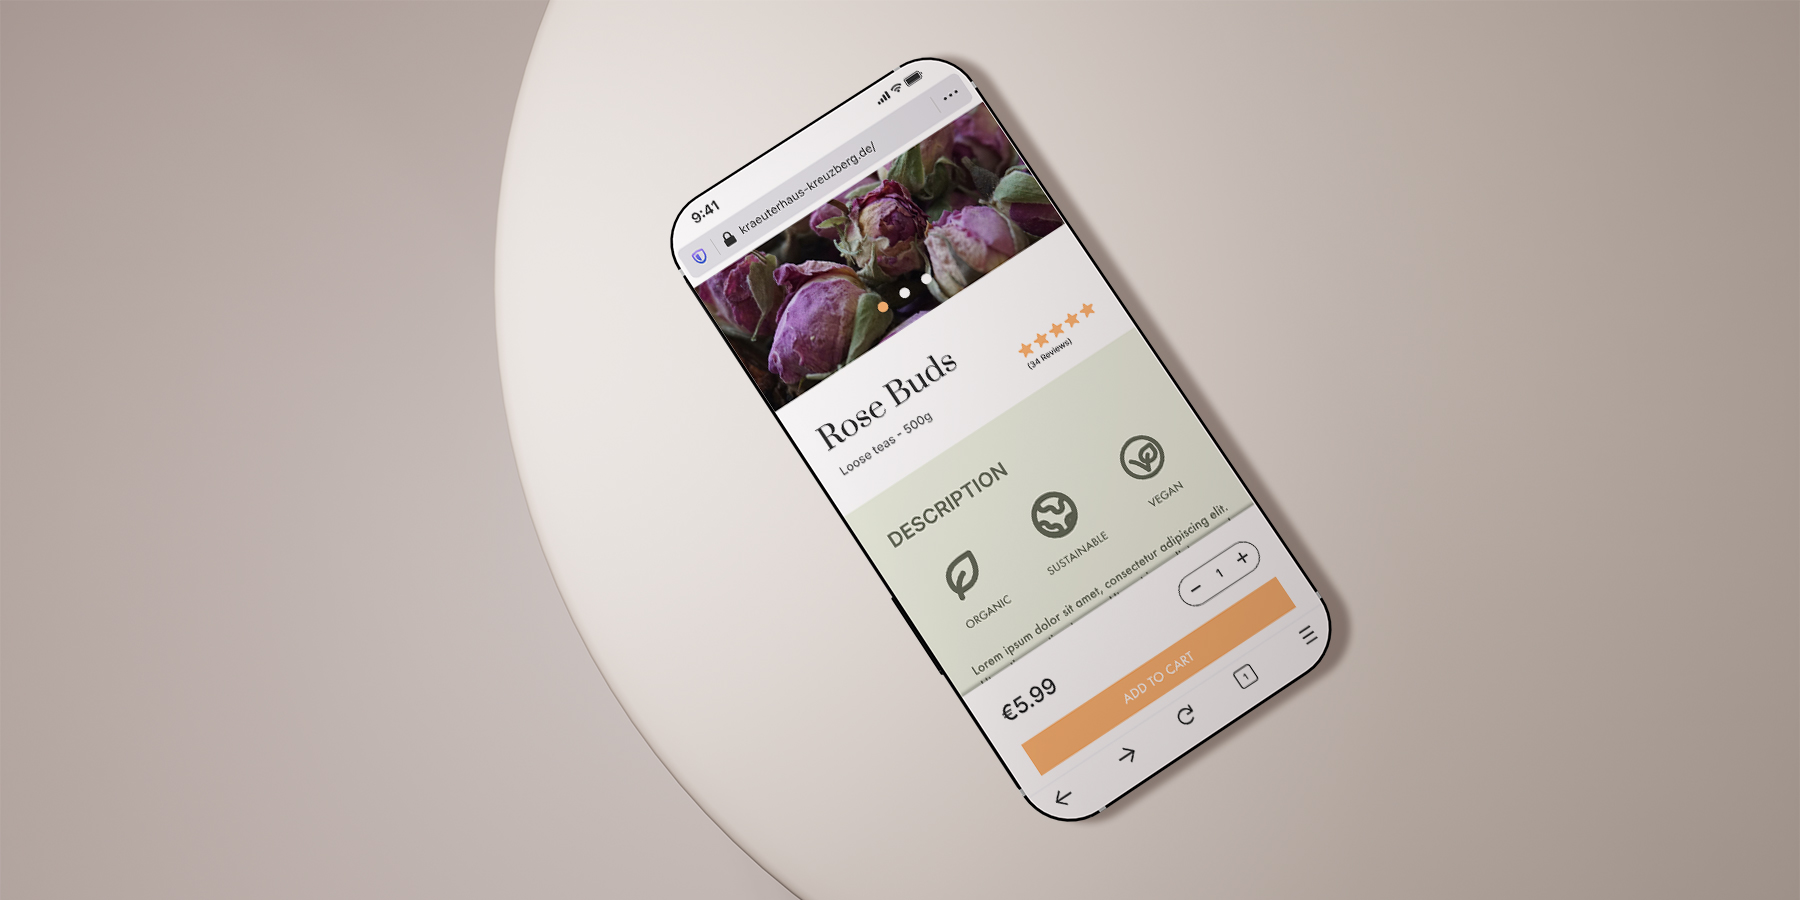 9:41
kraeuterhaus-kreuzberg.de/
Rose Buds
(34 Reviews)
Loose teas - 500g
DESCRIPTION
ORGANIC
SUSTAINABLE
VEGAN
Lorem ipsum dolor sit amet, consectetur adipiscing elit.
€5.99
1
ADD TO CART
1